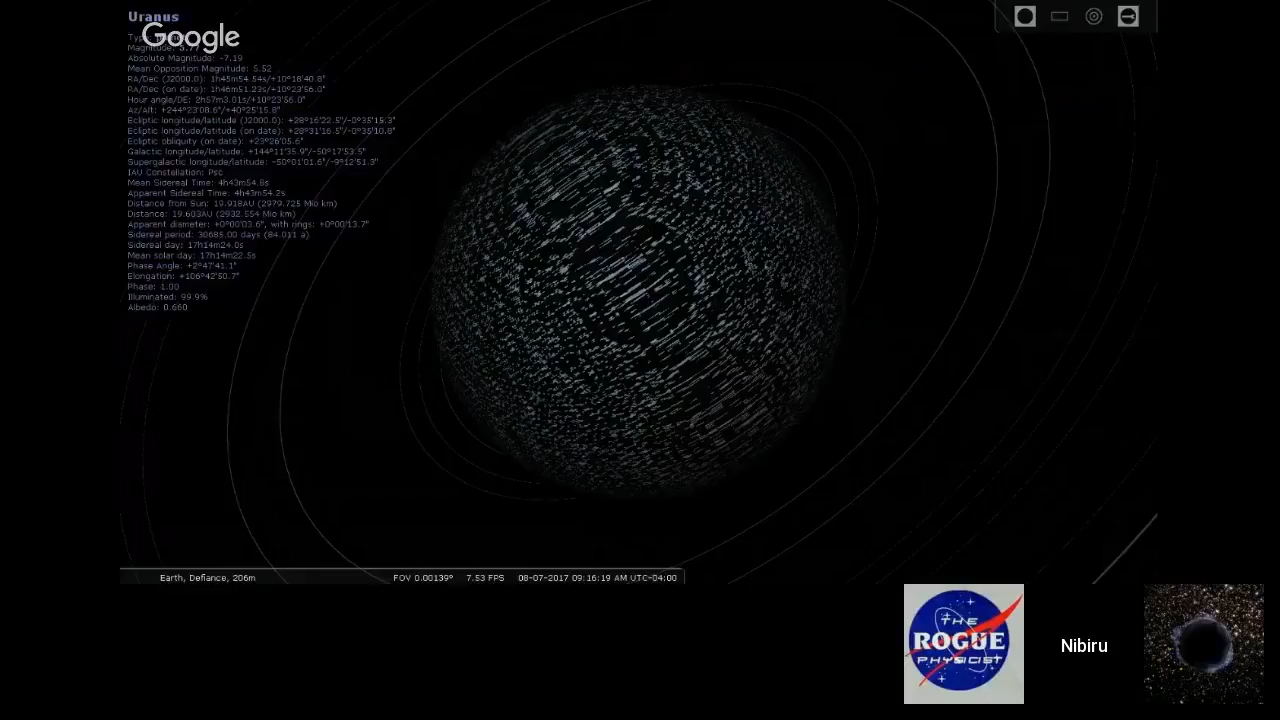 Uranus
Google
Magnitude: 5.77
Absolute Magnitude: -7.19
Mean Opposition Magnitude: 5.52
RA/Dec (J2000.0): 1h45m54.54s/+10°18'40.8"
RA/Dec (on date): 1h46m51.23s/+10°23'56.0"
Hour angle/DE: 2h57m3.01s/+10°23'56.0"
Az/Alt: +244°23'08.6"/+40°25'15.8"
Ecliptic longitude/latitude (J2000.0): +28°16'22.5"/-0°35'15.3"
Ecliptic longitude/latitude (on date): +28°31'16.5"/-0°35'10.8"
Ecliptic obliquity (on date): +23°26'05.6"
Galactic longitude/latitude: +144°11'35.9"/-50°17'53.5"
Supergalactic longitude/latitude: -50°01'01.6"/-9°12'51.3"
IAU Constellation: Psc
Mean Sidereal Time: 4h43m54.8s
Apparent Sidereal Time: 4h43m54.2s
Distance from Sun: 19.918AU (2979.725 Mio km)
Distance: 19.603AU (2932.554 Mio km)
Apparent diameter: +0°00'03.6", with rings: +0°00'13.7"
Sidereal period: 30685.00 days (84.011 a)
Sidereal day: 17h14m24.0s
Mean solar day: 17h14m22.5s
Phase Angle: +2°47'41.1"
Elongation: +106°42'50.7"
Phase: 1.00
Illuminated: 99.9%
Albedo: 0.660
Earth, Defiance, 206m FOV 0.00139° 7.53 FPS 08-07-2017 09:16:19 AM UTC-04:00
THE
ROGUE
PHYSICIST
Nibiru